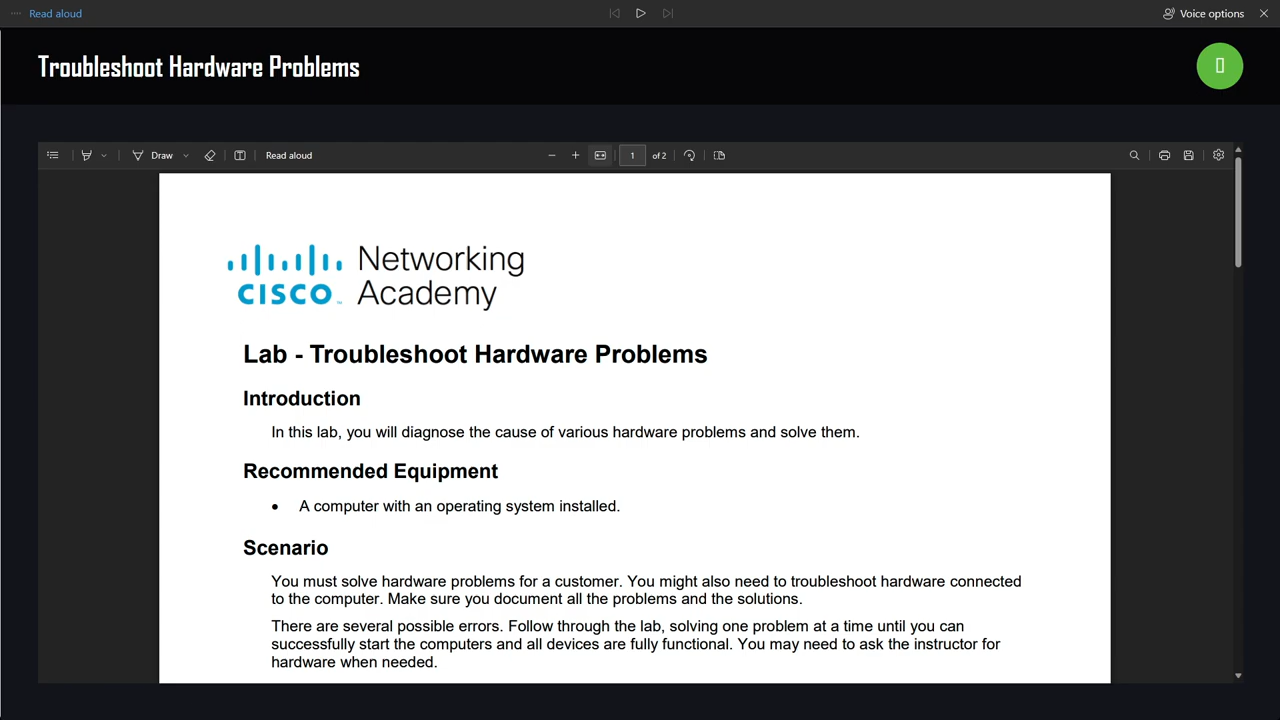 Read aloud
Voice options
Troubleshoot Hardware Problems
Draw
Read aloud
1 of 2
CISCO Networking Academy
Lab - Troubleshoot Hardware Problems
Introduction
In this lab, you will diagnose the cause of various hardware problems and solve them.
Recommended Equipment
• A computer with an operating system installed.
Scenario
You must solve hardware problems for a customer. You might also need to troubleshoot hardware connected
to the computer. Make sure you document all the problems and the solutions.
There are several possible errors. Follow through the lab, solving one problem at a time until you can
successfully start the computers and all devices are fully functional. You may need to ask the instructor for
hardware when needed.